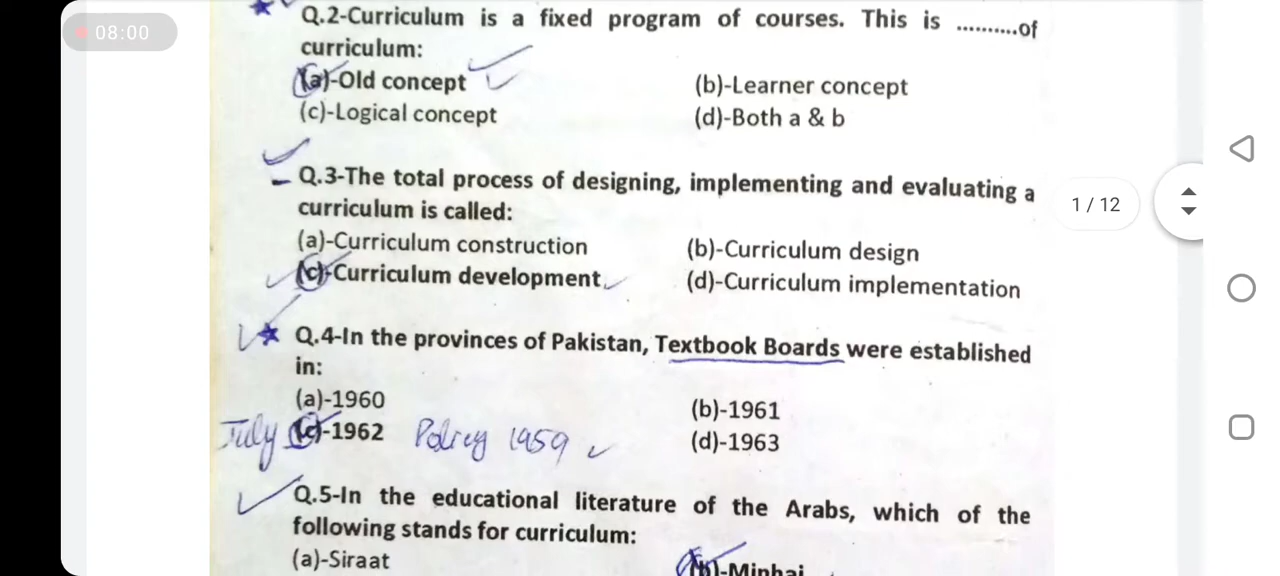 08:00
Q.2-Curriculum is a fixed program of courses. This is ..........of
curriculum:
(a)-Old concept (b)-Learner concept
(c)-Logical concept (d)-Both a & b
Q.3-The total process of designing, implementing and evaluating a
curriculum is called:
(a)-Curriculum construction (b)-Curriculum design
(c)-Curriculum development (d)-Curriculum implementation
1 / 12
Q.4-In the provinces of Pakistan, Textbook Boards were established
in:
(a)-1960 (b)-1961
July (c)-1962 Policy 1959 (d)-1963
Q.5-In the educational literature of the Arabs, which of the
following stands for curriculum:
(a)-Siraat (b)-Minhaj